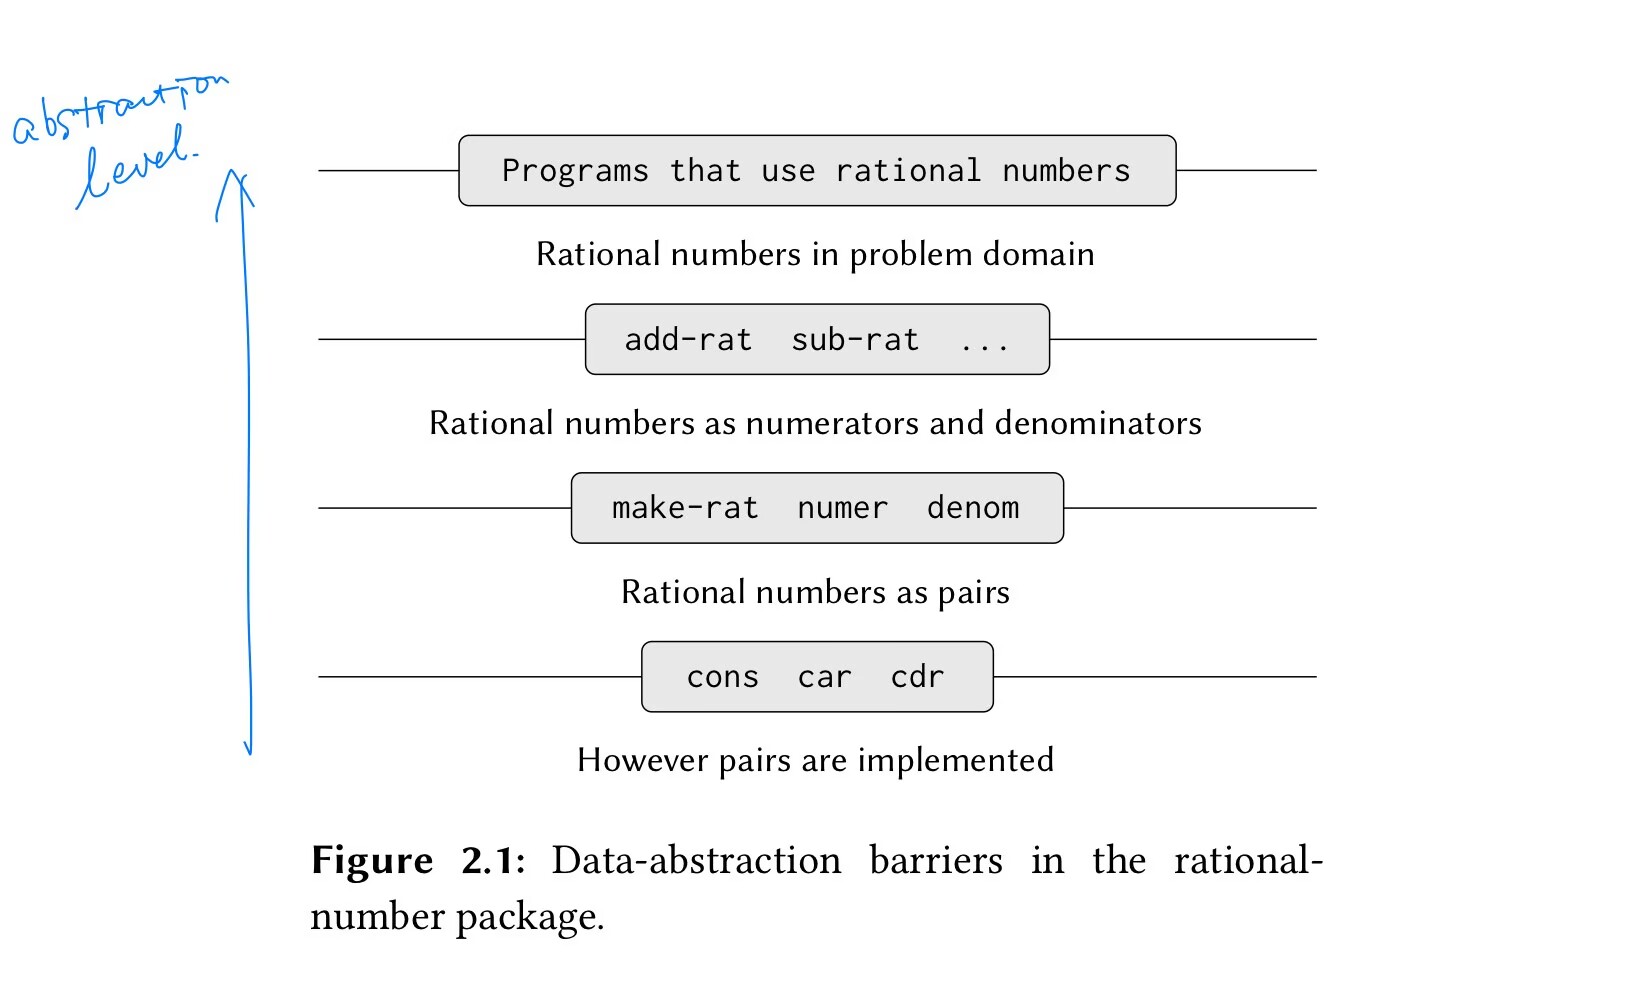 abstraction
level.
Programs that use rational numbers
Rational numbers in problem domain
add-rat sub-rat ...
Rational numbers as numerators and denominators
make-rat numer denom
Rational numbers as pairs
cons car cdr
However pairs are implemented
Figure 2.1: Data-abstraction barriers in the rational-
number package.